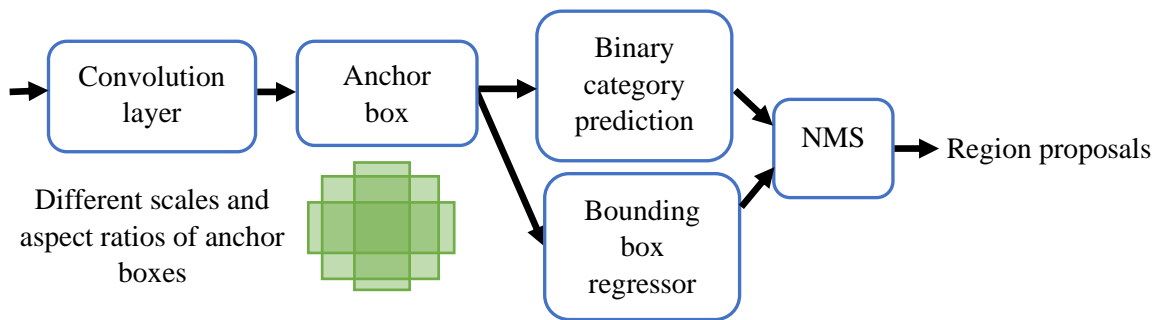 Convolution
layer
Anchor
box
Binary
category
prediction
NMS
Region proposals
Different scales and
aspect ratios of anchor
boxes
Bounding
box
regressor